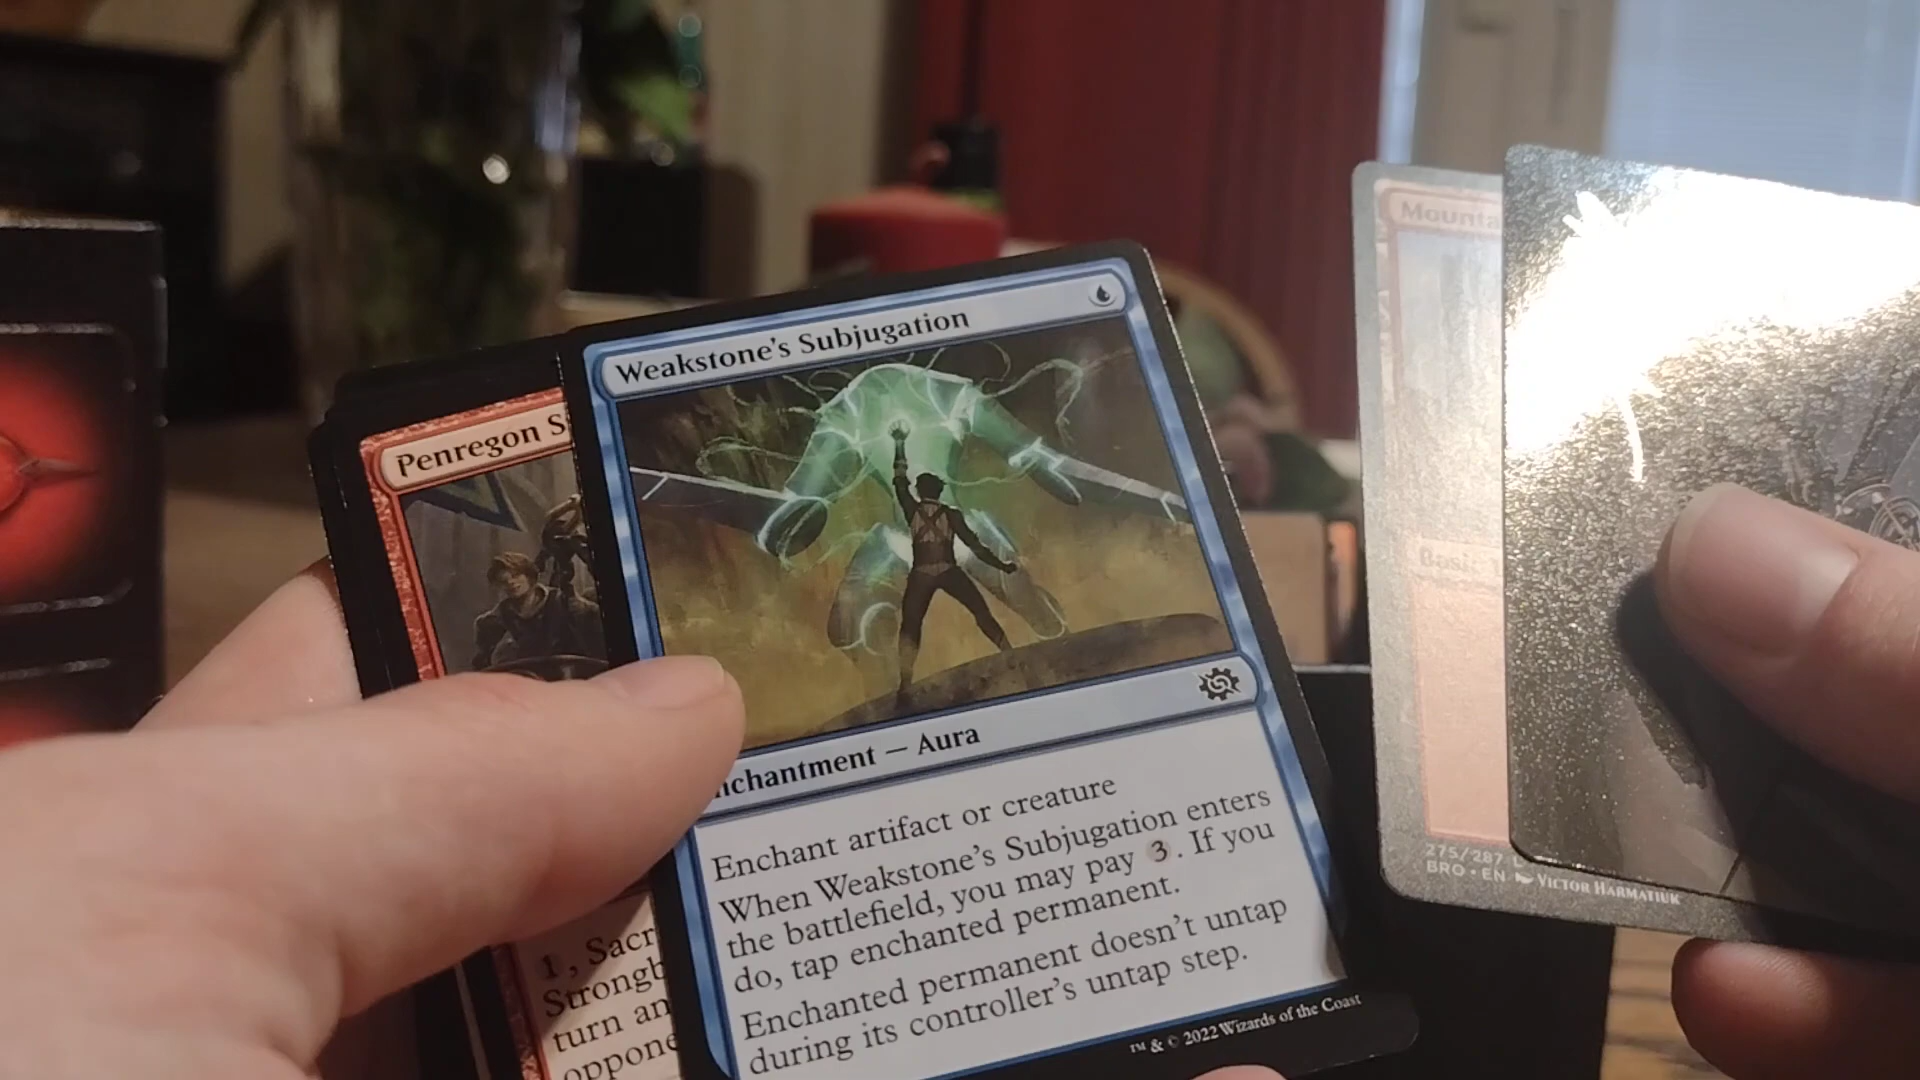 Weakstone's Subjugation
nchantment — Aura
Enchant artifact or creature
When Weakstone's Subjugation enters
the battlefield, you may pay 3. If you
do, tap enchanted permanent.
Enchanted permanent doesn't untap
during its controller's untap step.
™ & © 2022 Wizards of the Coast
Penregon S
1, Sacr
Strongb
turn an
oppone
Mounta
Basic
275/287 L
BRO • EN Victor Harmatiuk